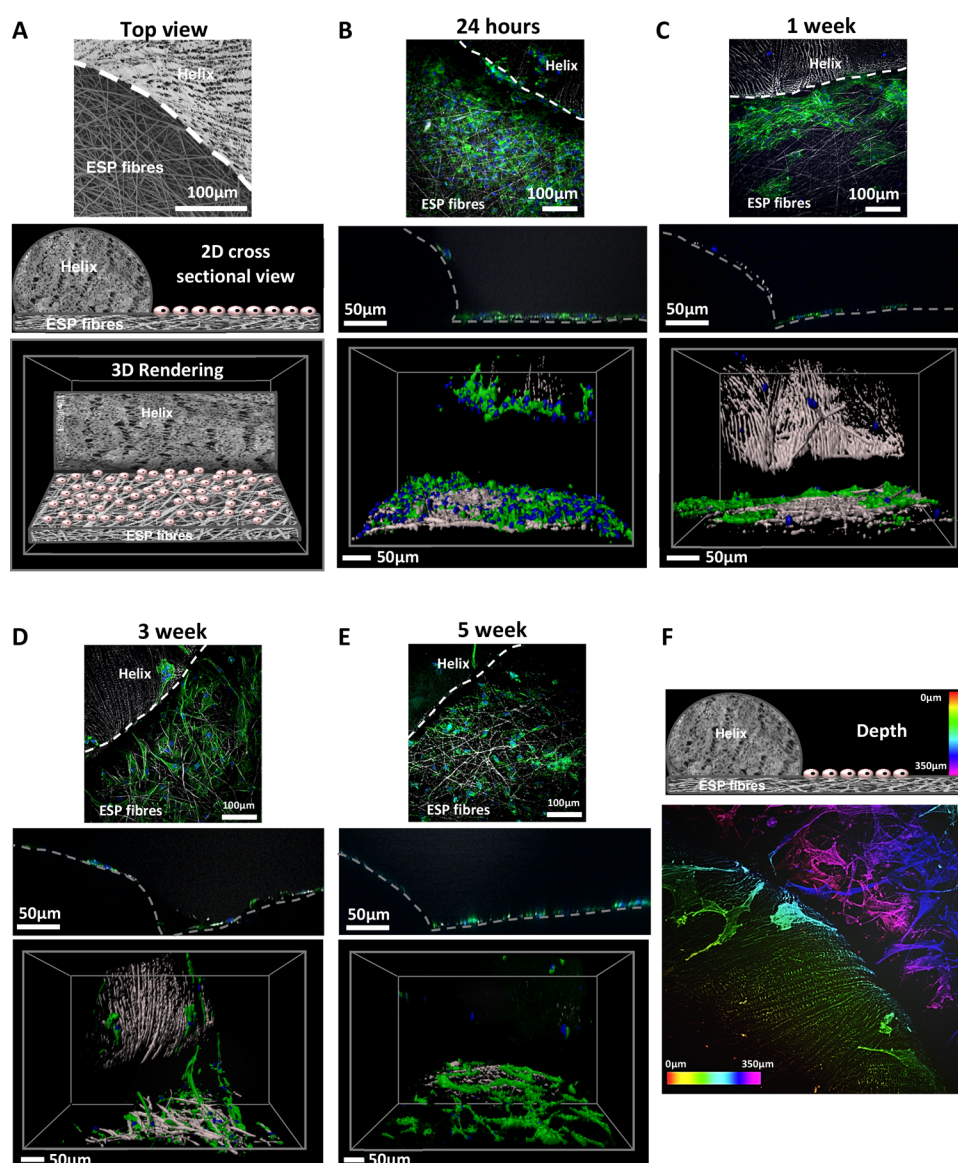 A
Top view
Helix
ESP fibres
100µm
Helix
2D cross
sectional view
ESP fibres
3D Rendering
Helix
ESP fibres
B
24 hours
Helix
ESP fibres
100µm
50µm
50µm
C
1 week
Helix
ESP fibres
100µm
50µm
50µm
D
3 week
Helix
ESP fibres
100µm
50µm
50µm
E
5 week
Helix
ESP fibres
100µm
50µm
50µm
F
0µm
Helix
Depth
350µm
ESP fibres
0µm
350µm